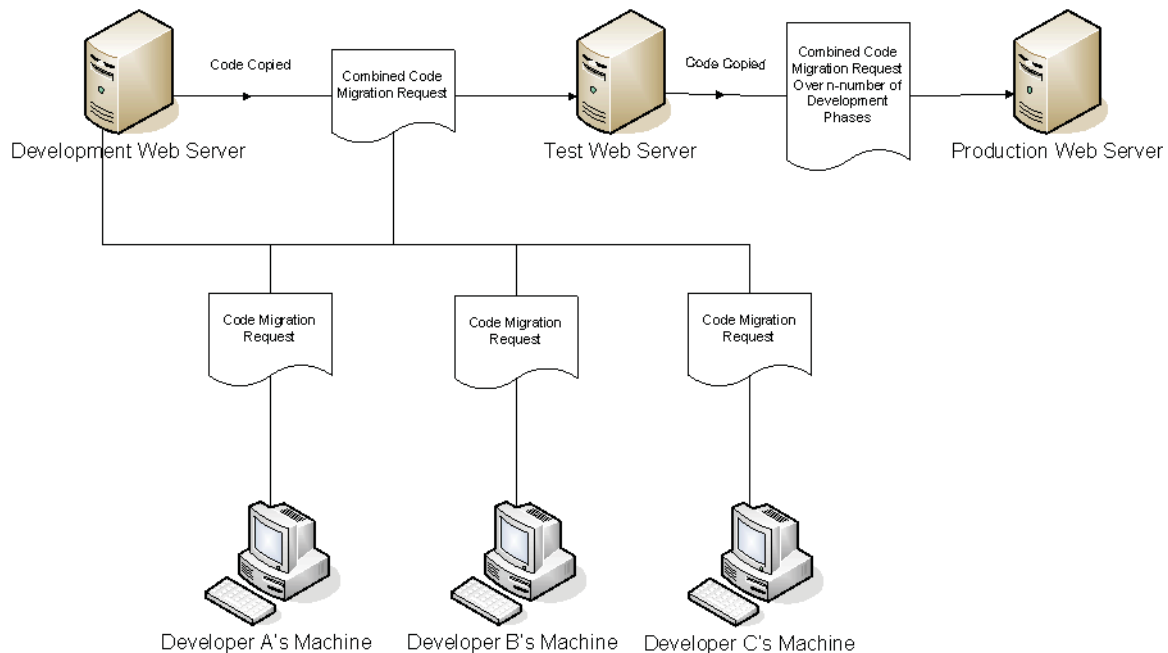 Code Copied
Combined Code
Migration Request
Code Copied
Combined Code
Migration Request
Over n-number of
Development
Phases
Development Web Server
Test Web Server
Production Web Server
Code Migration
Request
Code Migration
Request
Code Migration
Request
Developer A's Machine
Developer B's Machine
Developer C's Machine